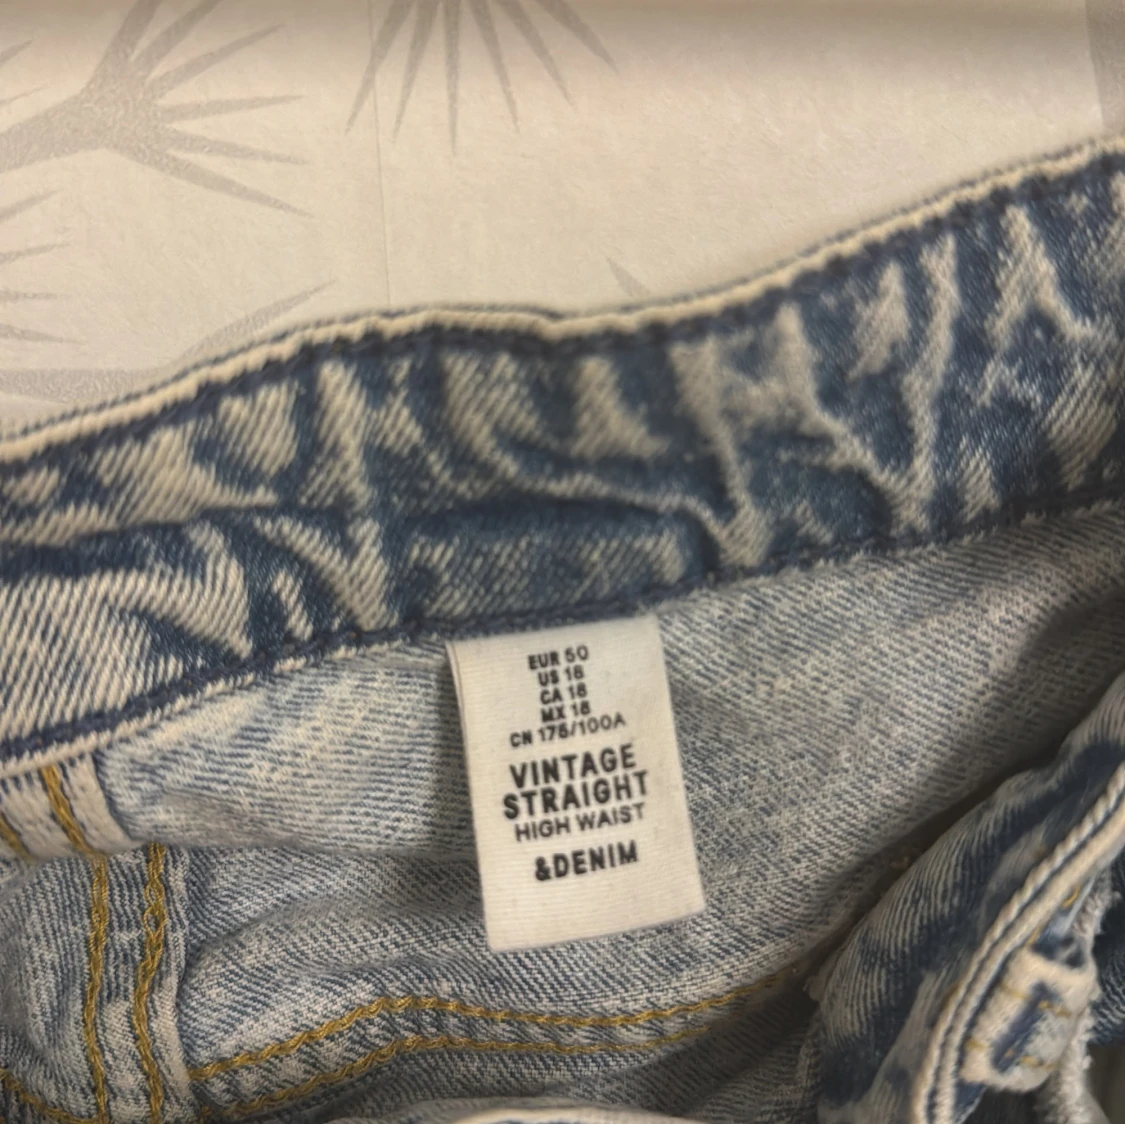 EUR 50
US 18
CA 18
MX 18
CN 175/100A
VINTAGE
STRAIGHT
HIGH WAIST
&DENIM